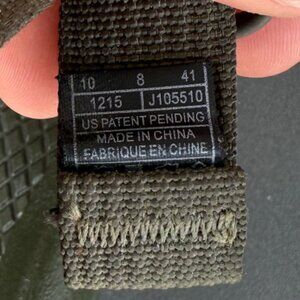 10 8 41
1215 J105510
US PATENT PENDING
MADE IN CHINA
FABRIQUE EN CHINE